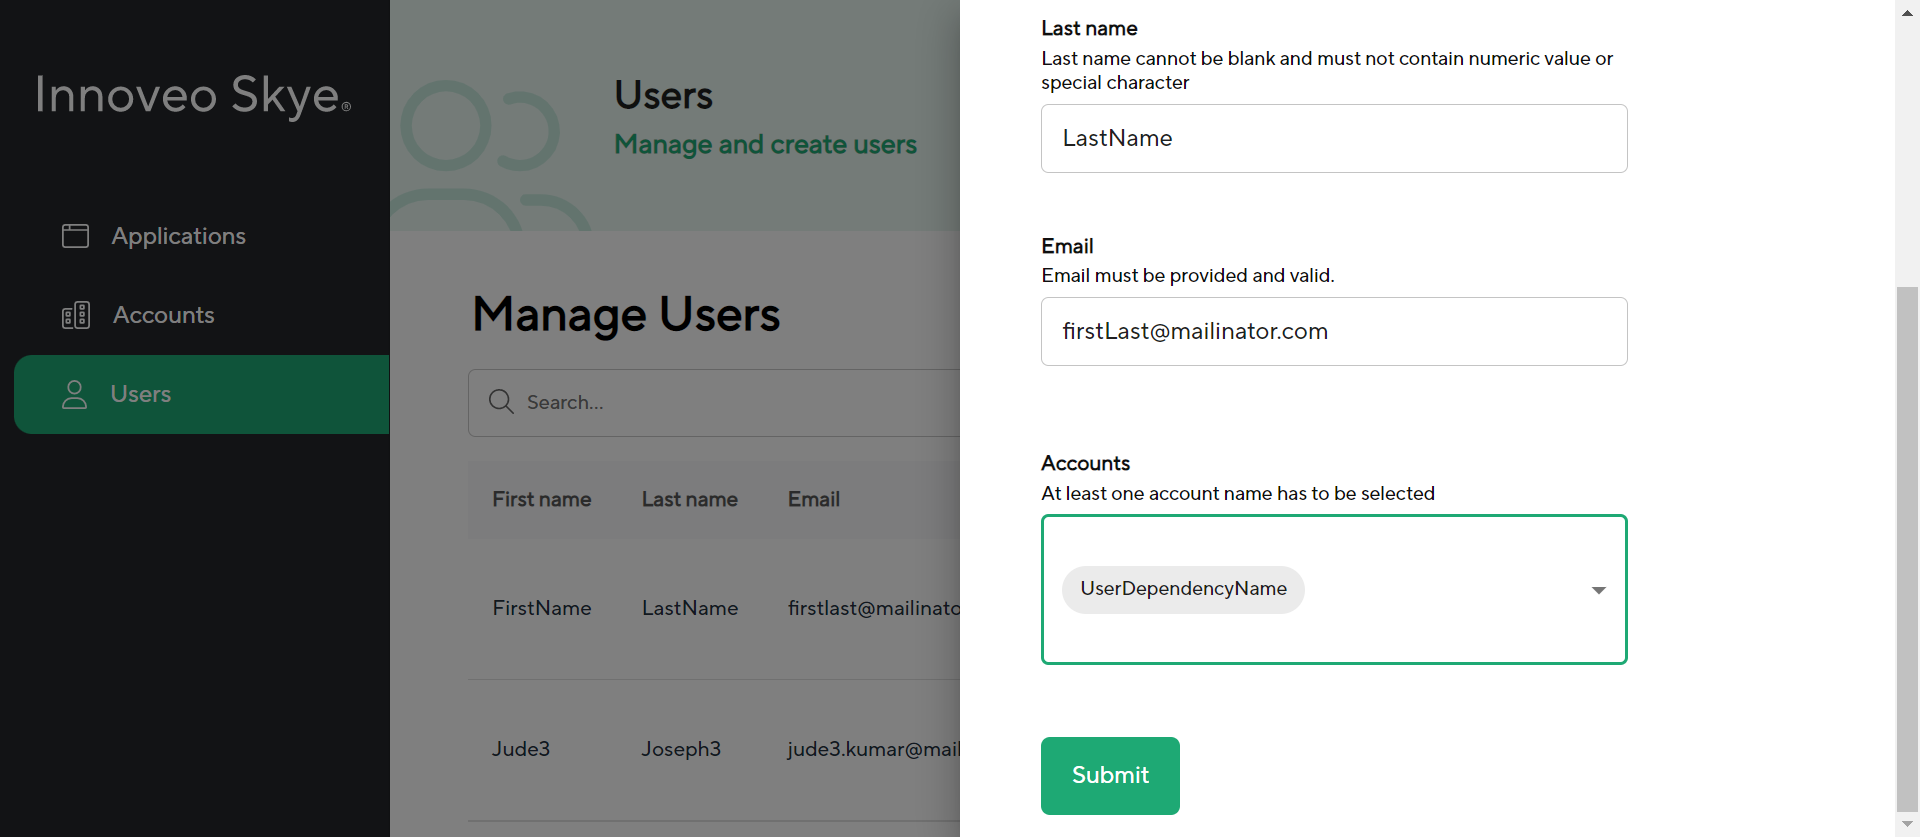 Innoveo Skye®
Applications
Accounts
Users
Users
Manage and create users
Manage Users
Search...
First name Last name Email
FirstName LastName firstlast@mailinato
Jude3 Joseph3 jude3.kumar@mail
Last name
Last name cannot be blank and must not contain numeric value or
special character
LastName
Email
Email must be provided and valid.
firstLast@mailinator.com
Accounts
At least one account name has to be selected
UserDependencyName
Submit